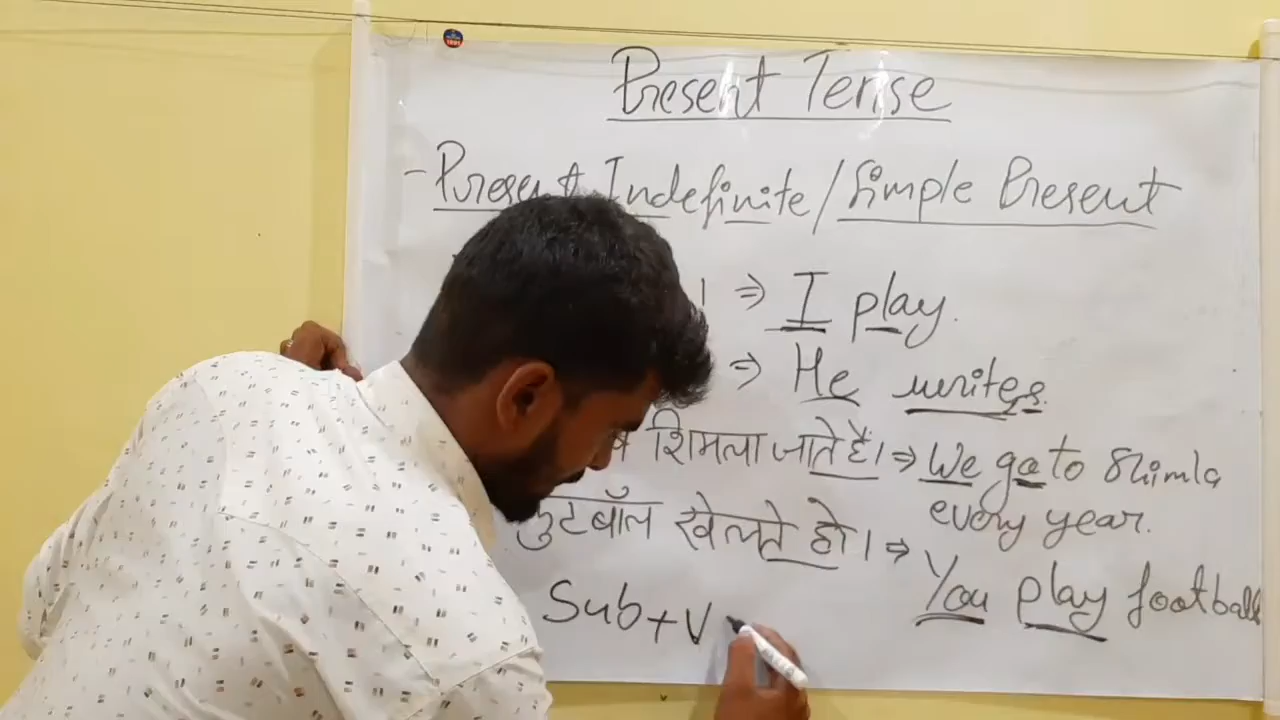 Present Tense
- Present Indefinite / Simple Present
। ⇒ I play.
⇒ He writes.
शिमला जाते हैं। ⇒ We go to Shimla
every year.
फुटबॉल खेलते हो। ⇒
You play football
Sub + V